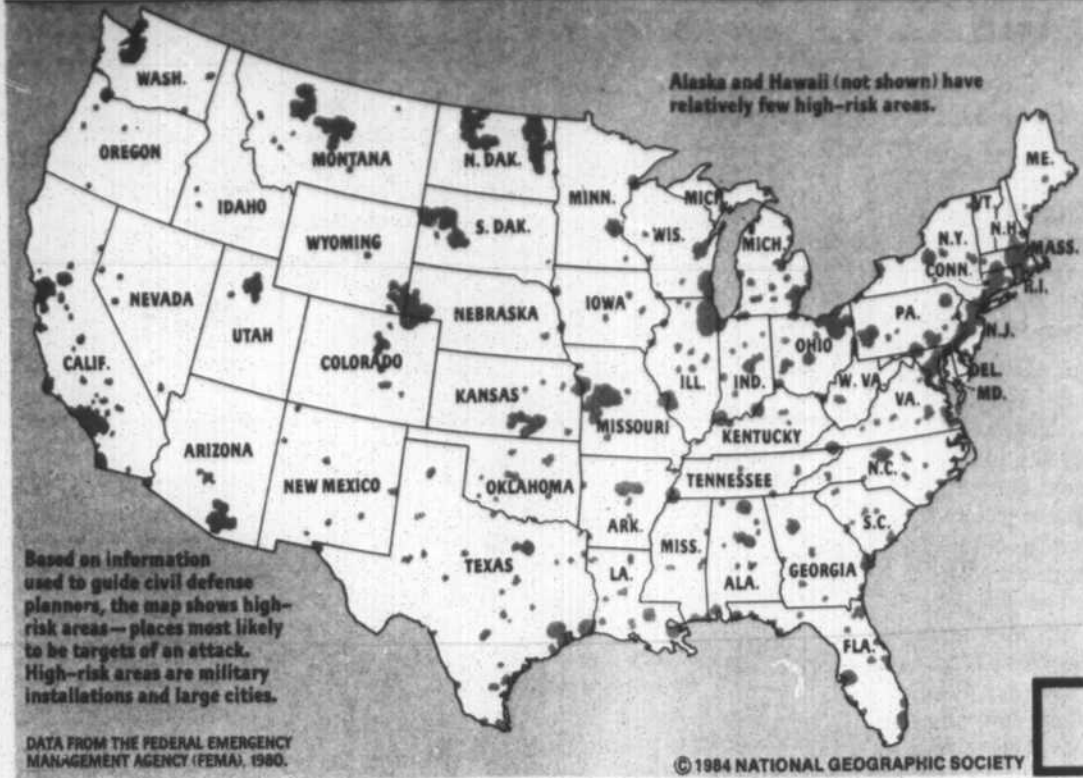 Alaska and Hawaii (not shown) have
relatively few high-risk areas.
WASH.
OREGON
IDAHO
MONTANA
N. DAK.
S. DAK.
WYOMING
MINN.
WIS.
MICH.
MICH.
ME.
VT.
N.H.
MASS.
N.Y.
CONN.
R.I.
NEVADA
UTAH
CALIF.
COLORADO
NEBRASKA
IOWA
KANSAS
MISSOURI
ILL.
IND.
OHIO
PA.
N.J.
DEL.
MD.
W. VA.
VA.
KENTUCKY
TENNESSEE
N.C.
S.C.
ARIZONA
NEW MEXICO
OKLAHOMA
ARK.
TEXAS
LA.
MISS.
ALA.
GEORGIA
FLA.
Based on information
used to guide civil defense
planners, the map shows high-
risk areas—places most likely
to be targets of an attack.
High-risk areas are military
installations and large cities.
DATA FROM THE FEDERAL EMERGENCY
MANAGEMENT AGENCY (FEMA), 1980.
© 1984 NATIONAL GEOGRAPHIC SOCIETY